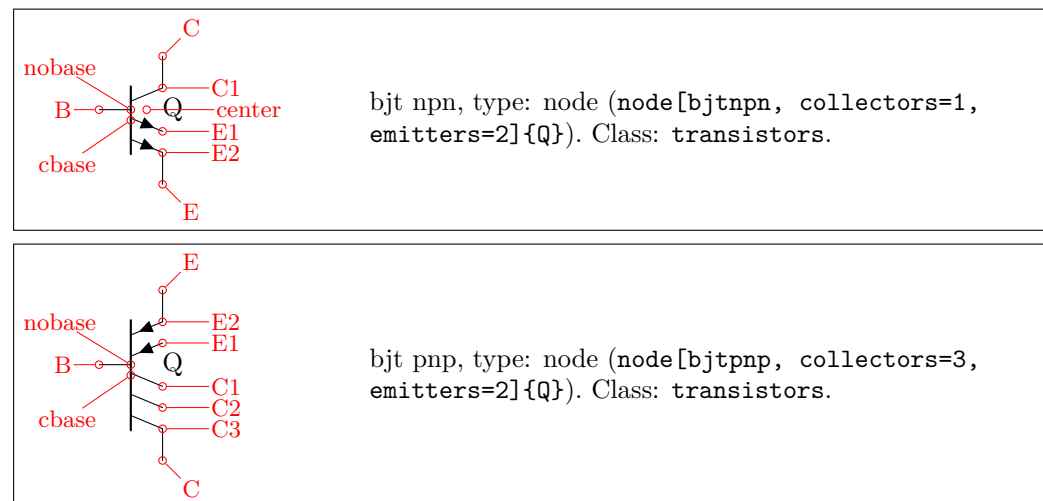 C
nobase
C1
B
Q
center
E1
E2
cbase
E
bjt npn, type: node (node[bjtnpn, collectors=1,
emitters=2]{Q}). Class: transistors.
E
nobase
E2
E1
B
Q
C1
C2
cbase
C3
C
bjt pnp, type: node (node[bjtpnp, collectors=3,
emitters=2]{Q}). Class: transistors.